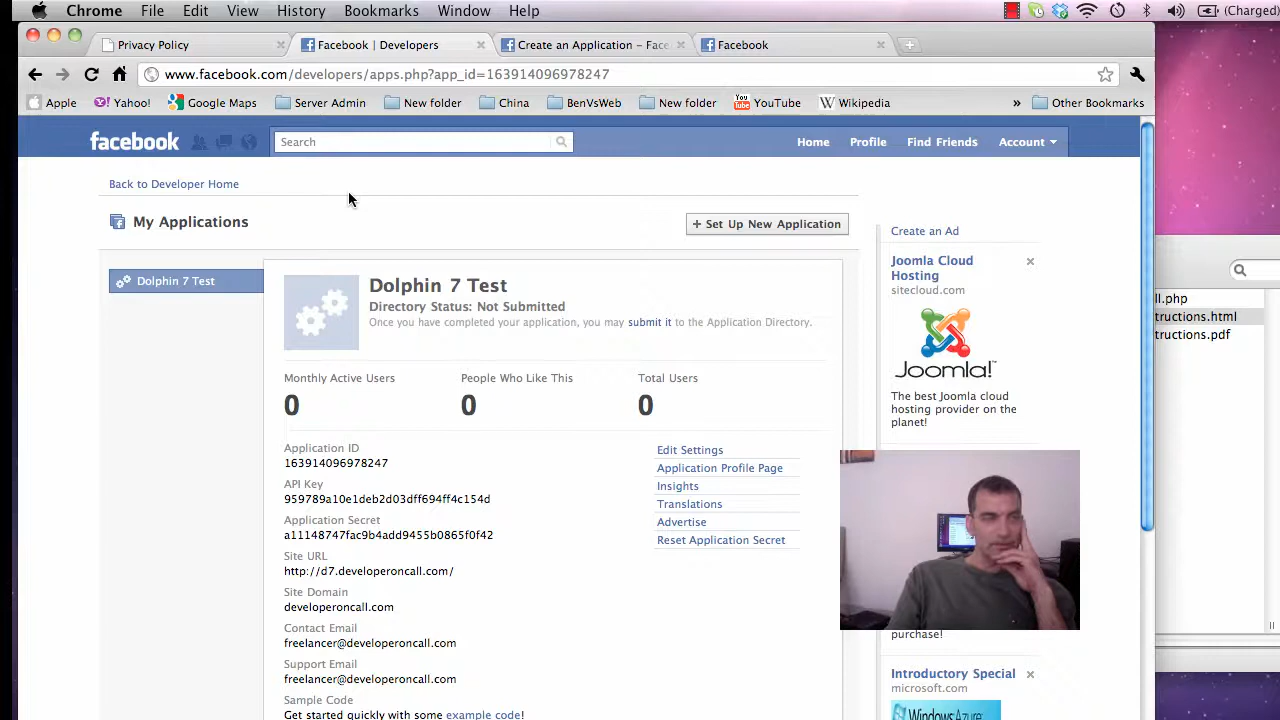 Chrome File Edit View History Bookmarks Window Help (Charged)
Privacy Policy Facebook | Developers Create an Application – Face Facebook
www.facebook.com/developers/apps.php?app_id=163914096978247
Apple Yahoo! Google Maps Server Admin New folder China BenVsWeb New folder You Tube YouTube W Wikipedia » Other Bookmarks
facebook Search Home Profile Find Friends Account
Back to Developer Home
My Applications + Set Up New Application
Create an Ad
Dolphin 7 Test
Dolphin 7 Test
Directory Status: Not Submitted
Once you have completed your application, you may submit it to the Application Directory.
Monthly Active Users People Who Like This Total Users
0 0 0
Application ID
163914096978247
API Key
959789a10e1deb2d03dff694ff4c154d
Application Secret
a11148747fac9b4add9455b0865f0f42
Site URL
http://d7.developeroncall.com/
Site Domain
developeroncall.com
Contact Email
freelancer@developeroncall.com
Support Email
freelancer@developeroncall.com
Sample Code
Get started quickly with some example code!
Edit Settings
Application Profile Page
Insights
Translations
Advertise
Reset Application Secret
Joomla Cloud
Hosting
sitecloud.com
Joomla!™
The best Joomla cloud
hosting provider on the
planet!
purchase!
Introductory Special
microsoft.com
Windows Azure
ll.php
tructions.html
tructions.pdf